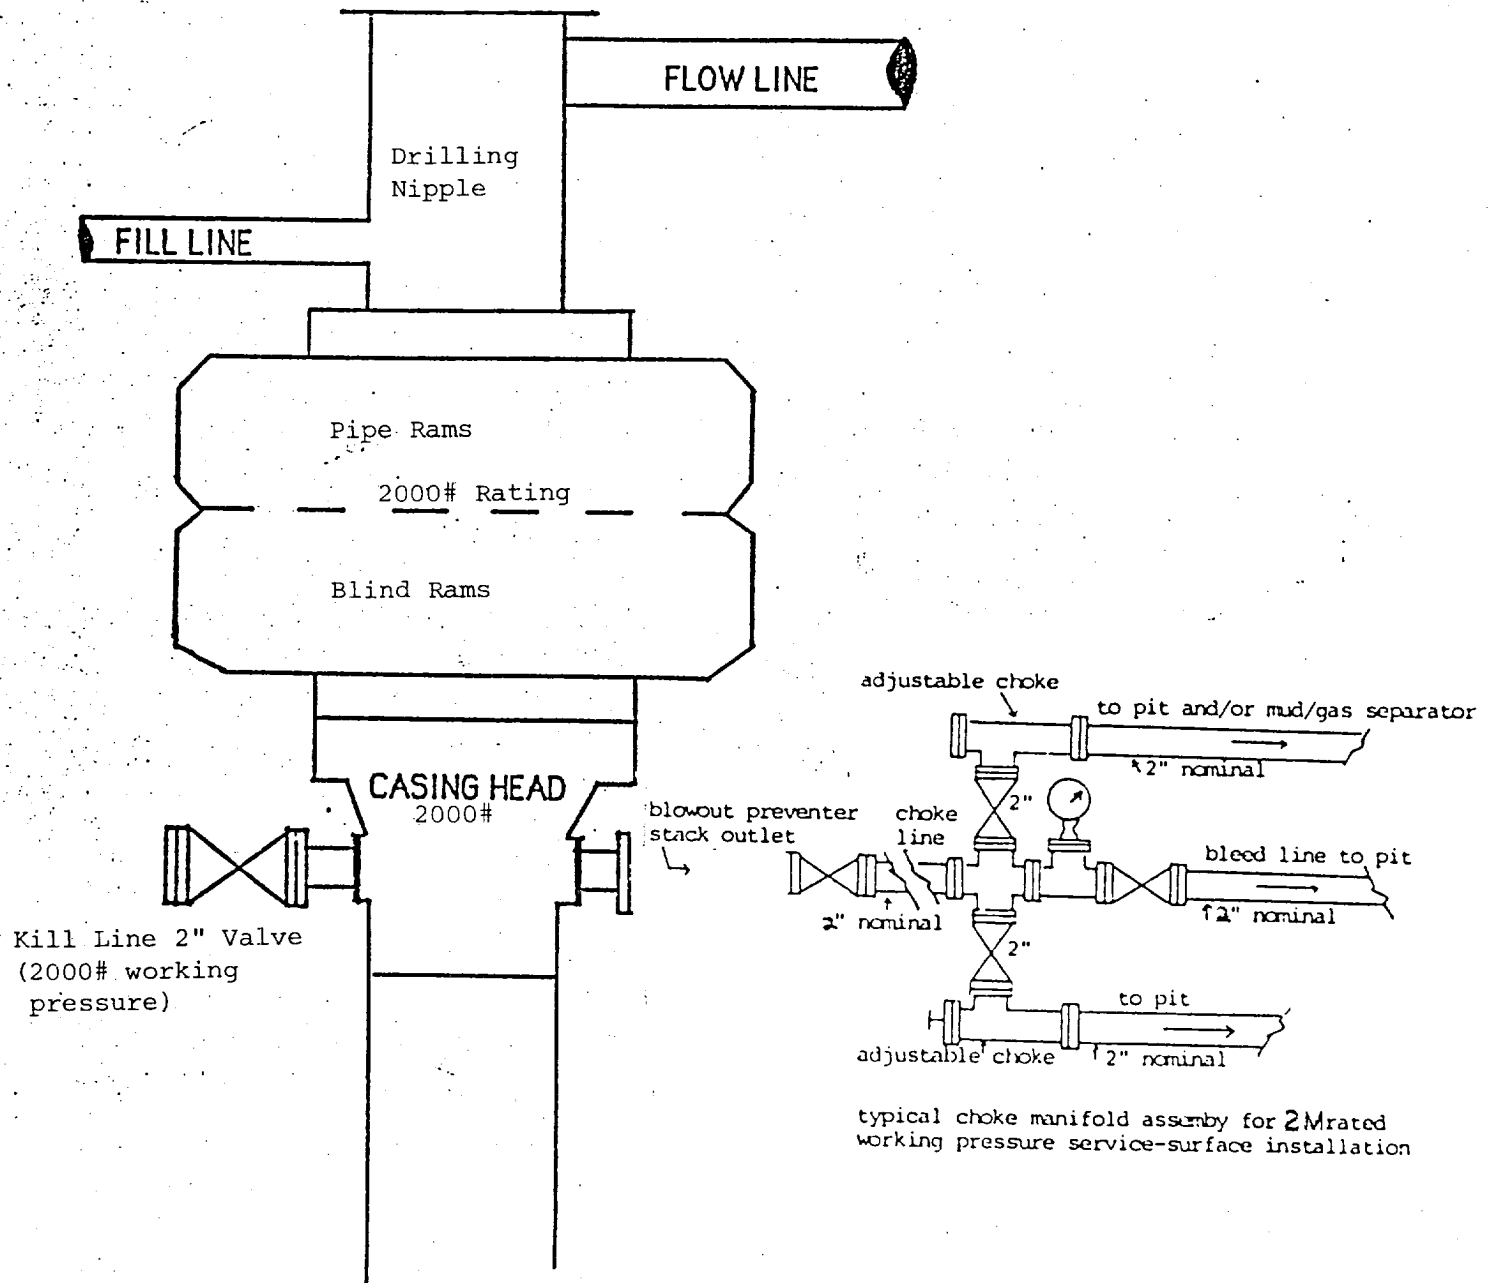 FLOW LINE
Drilling
Nipple
FILL LINE
Pipe Rams
2000# Rating
Blind Rams
CASING HEAD
2000#
Kill Line 2" Valve
(2000# working
pressure)
blowout preventer
stack outlet
adjustable choke
to pit and/or mud/gas separator
2" nominal
2"
choke
line
bleed line to pit
2" nominal
2" nominal
2"
to pit
adjustable choke
2" nominal
typical choke manifold assemby for 2M rated
working pressure service-surface installation